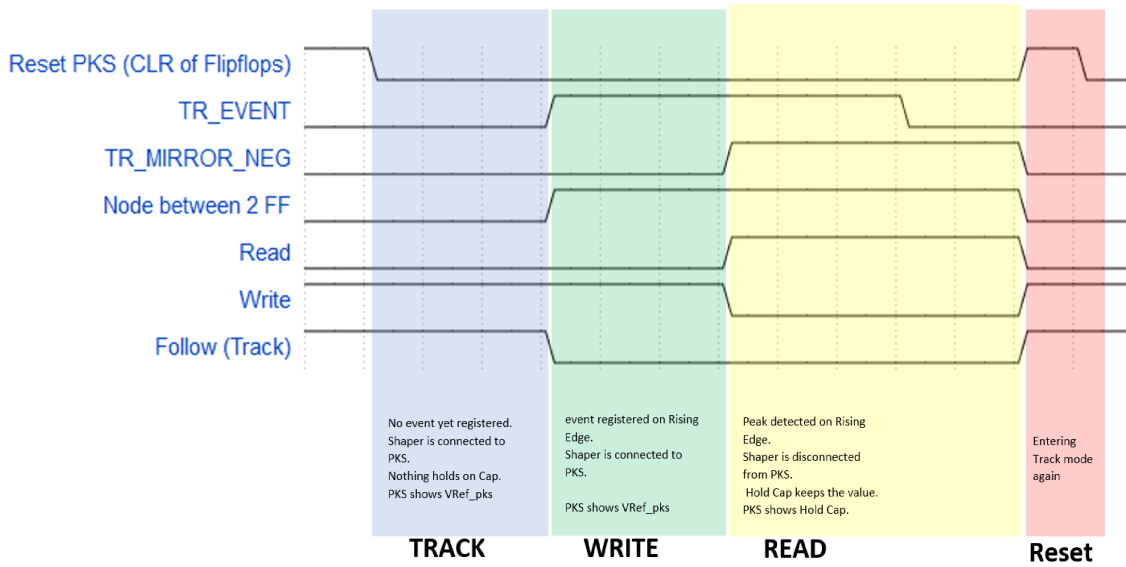 Reset PKS (CLR of Flipflops)
TR_EVENT
TR_MIRROR_NEG
Node between 2 FF
Read
Write
Follow (Track)
No event yet registered.
Shaper is connected to
PKS.
Nothing holds on Cap.
PKS shows VRef_pks
event registered on Rising
Edge.
Shaper is connected to
PKS.
PKS shows VRef_pks
Peak detected on Rising
Edge.
Shaper is disconnected
from PKS.
Hold Cap keeps the value.
PKS shows Hold Cap.
Entering
Track mode
again
TRACK
WRITE
READ
Reset